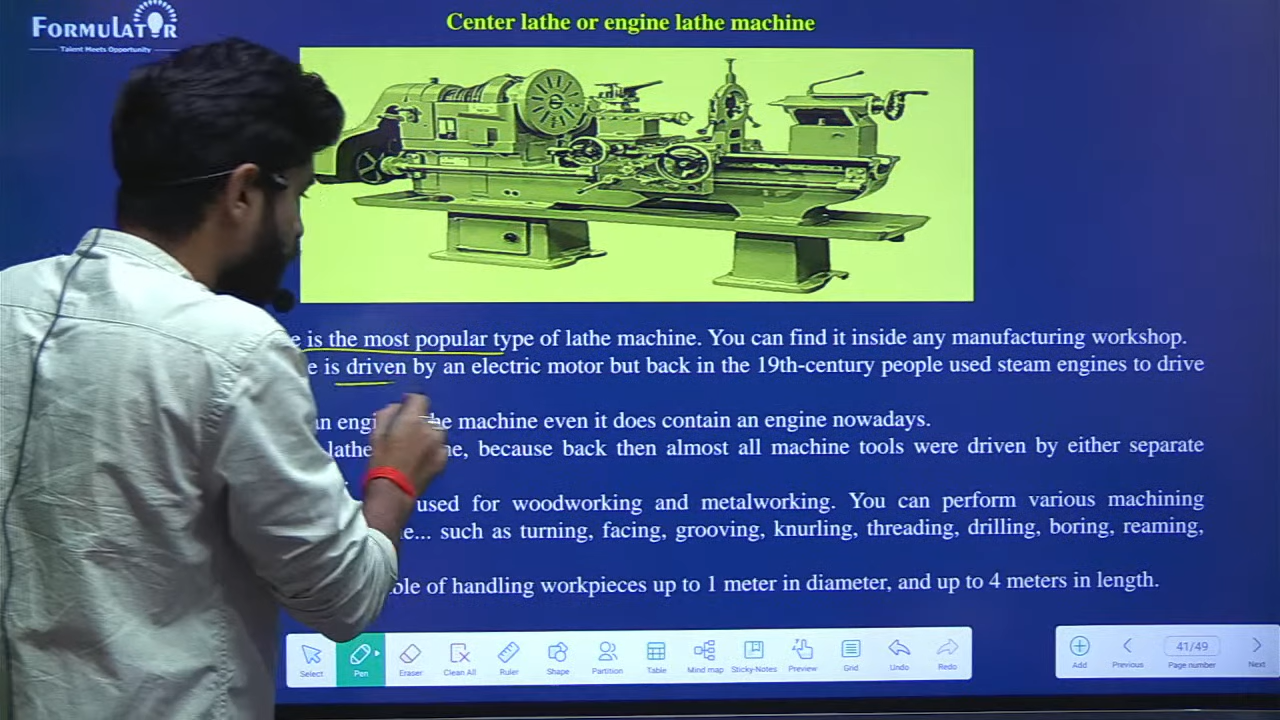 FORMULATOR
Talent Meets Opportunity
Center lathe or engine lathe machine
e is the most popular type of lathe machine. You can find it inside any manufacturing workshop.
e is driven by an electric motor but back in the 19th-century people used steam engines to drive
an engi he machine even it does contain an engine nowadays.
lathe ne, because back then almost all machine tools were driven by either separate
used for woodworking and metalworking. You can perform various machining
e... such as turning, facing, grooving, knurling, threading, drilling, boring, reaming,
ble of handling workpieces up to 1 meter in diameter, and up to 4 meters in length.
Select Pen Eraser Clean All Ruler Shape Partition Table Mind map Sticky-Notes Preview Grid Undo Redo
Add Previous 41/49 Page number Next